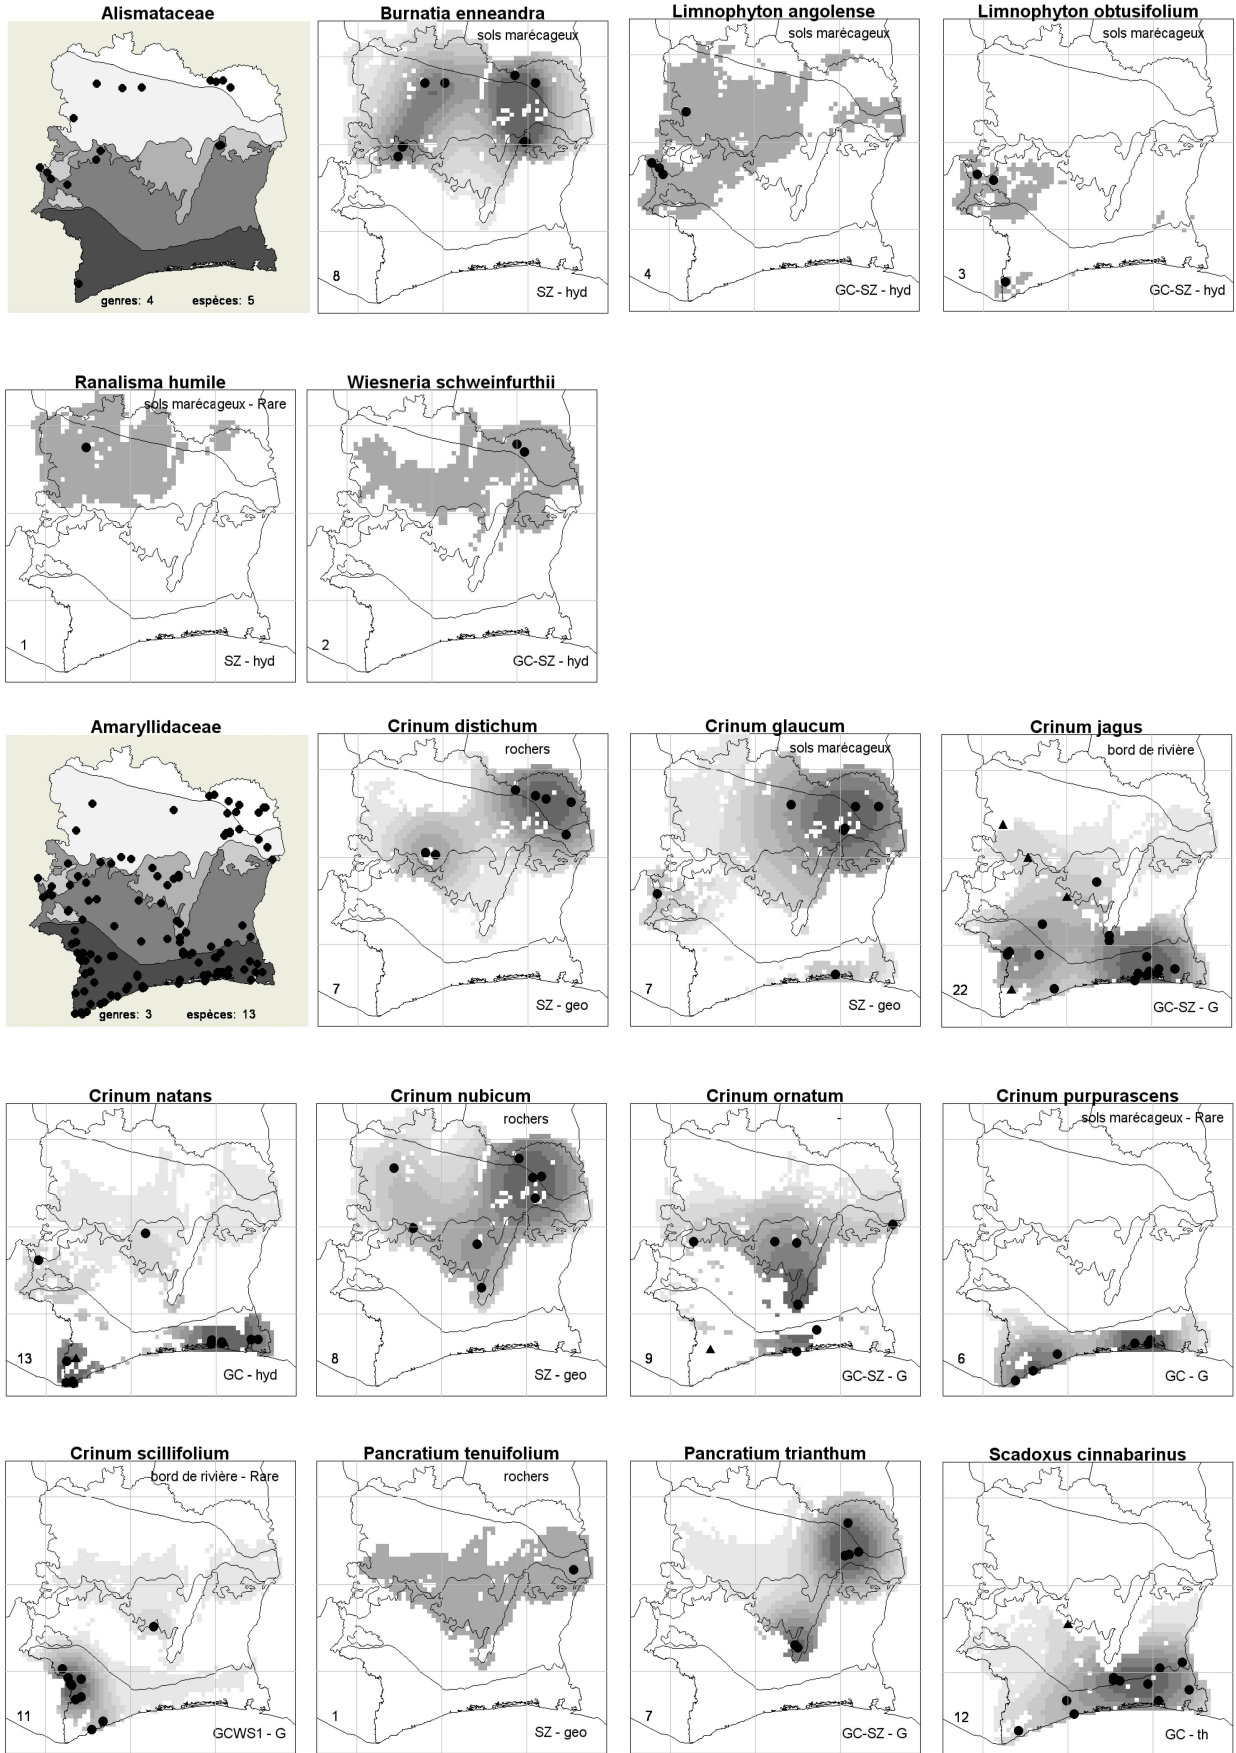 Alismataceae
genres: 4 espèces: 5
Burnatia enneandra
sols marécageux
8
SZ - hyd
Limnophyton angolense
sols marécageux
4
GC-SZ - hyd
Limnophyton obtusifolium
sols marécageux
3
GC-SZ - hyd
Ranalisma humile
sols marécageux - Rare
1
SZ - hyd
Wiesneria schweinfurthii
2
GC-SZ - hyd
Amaryllidaceae
genres: 3 espèces: 13
Crinum distichum
rochers
7
SZ - geo
Crinum glaucum
sols marécageux
7
SZ - geo
Crinum jagus
bord de rivière
22
GC-SZ - G
Crinum natans
13
GC - hyd
Crinum nubicum
rochers
8
SZ - geo
Crinum ornatum
-
9
GC-SZ - G
Crinum purpurascens
sols marécageux - Rare
6
GC - G
Crinum scillifolium
bord de rivière - Rare
11
GCWS1 - G
Pancratium tenuifolium
rochers
1
SZ - geo
Pancratium trianthum
7
GC-SZ - G
Scadoxus cinnabarinus
12
GC - th